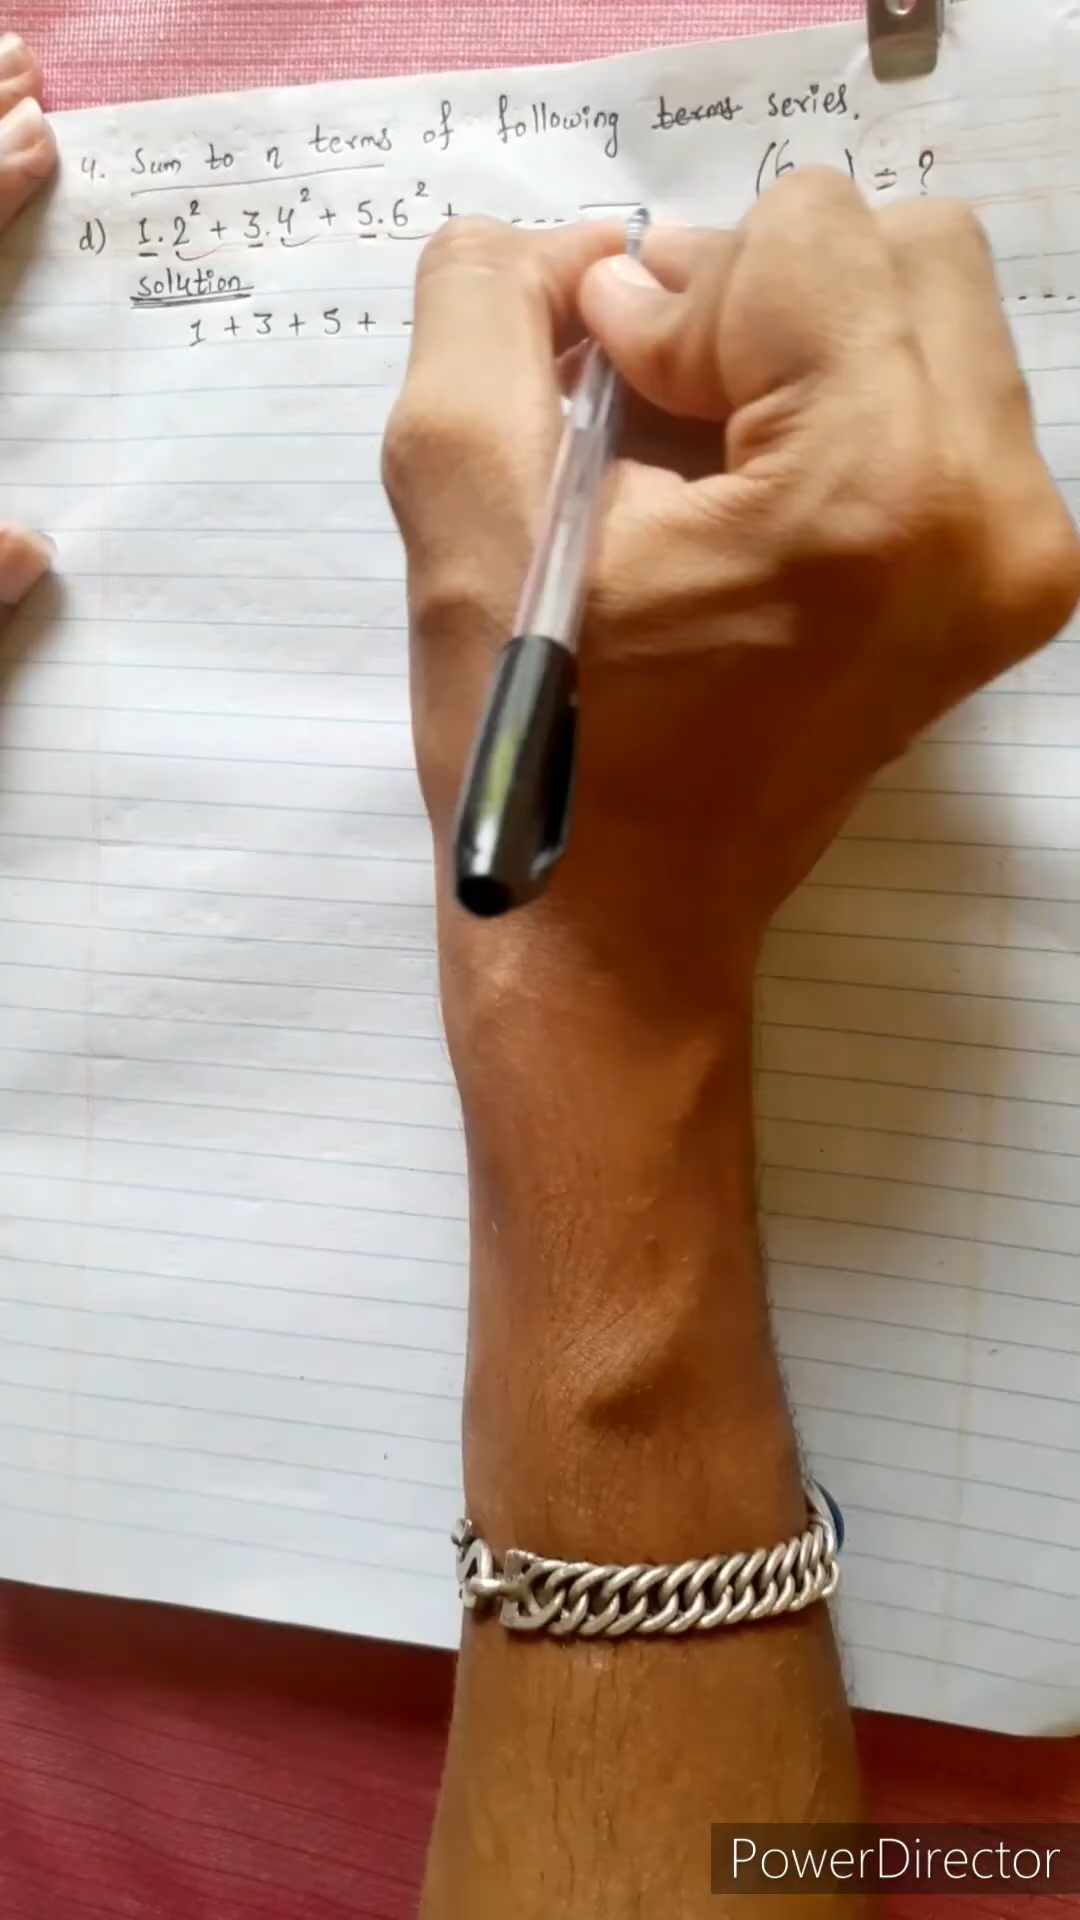 4. Sum to n terms of following terms series.
( ) = ?
d) 1.2² + 3.4² + 5.6² + - - -
solution
1 + 3 + 5 + - - - -
PowerDirector